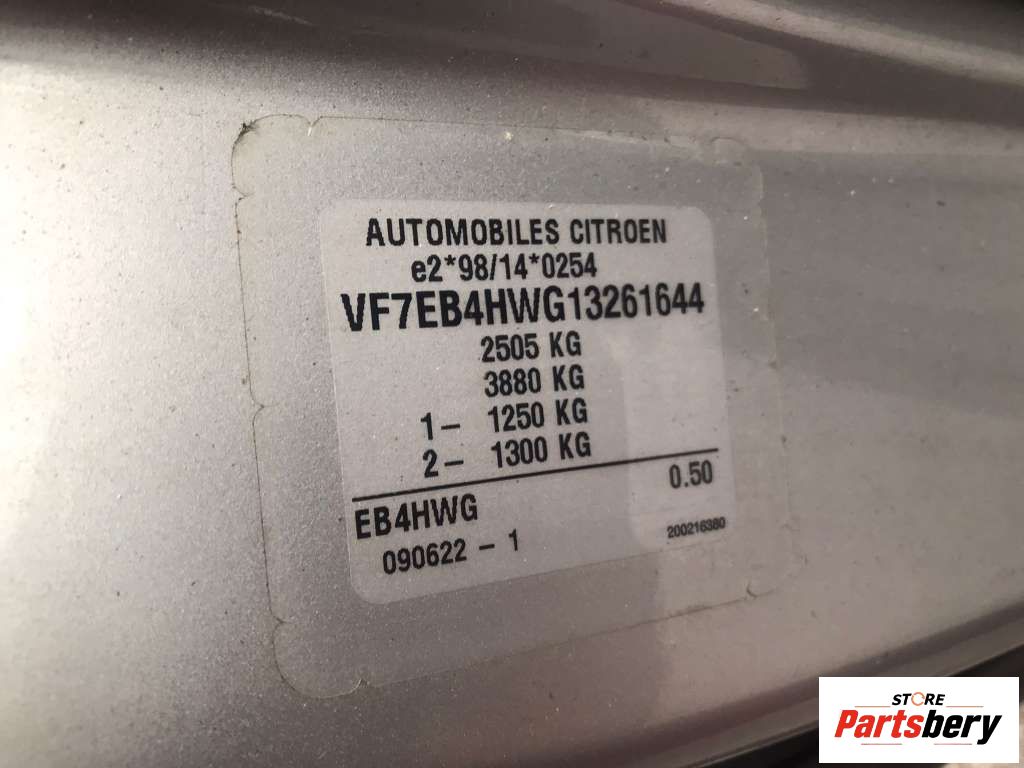 AUTOMOBILES CITROEN
e2*98/14*0254
VF7EB4HWG13261644
2505 KG
3880 KG
1- 1250 KG
2- 1300 KG
0.50
EB4HWG
090622 - 1
200216380
STORE
Partsbery